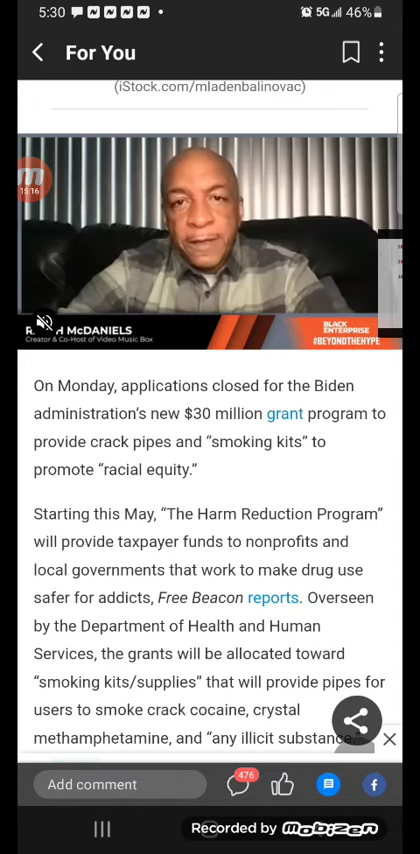 5:30
5G 46%
For You
(iStock.com/mladenbalinovac)
15:16
MCDANIELS
Creator & Co-Host of Video Music Box
BLACK
ENTERPRISE
#BEYONDTHEHYPE
On Monday, applications closed for the Biden
administration's new $30 million grant program to
provide crack pipes and “smoking kits” to
promote “racial equity.”
Starting this May, “The Harm Reduction Program”
will provide taxpayer funds to nonprofits and
local governments that work to make drug use
safer for addicts, Free Beacon reports. Overseen
by the Department of Health and Human
Services, the grants will be allocated toward
“smoking kits/supplies” that will provide pipes for
users to smoke crack cocaine, crystal
methamphetamine, and “any illicit substance.”
Add comment
476
Recorded by mobizen